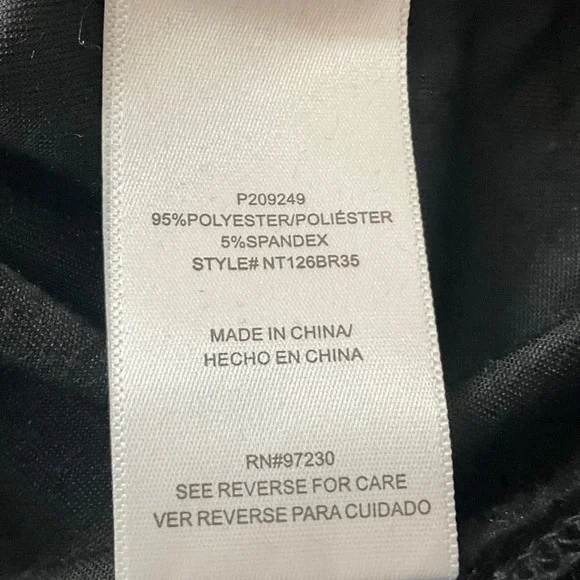 P209249
95%POLYESTER/POLIÉSTER
5%SPANDEX
STYLE# NT126BR35
MADE IN CHINA/
HECHO EN CHINA
RN#97230
SEE REVERSE FOR CARE
VER REVERSE PARA CUIDADO